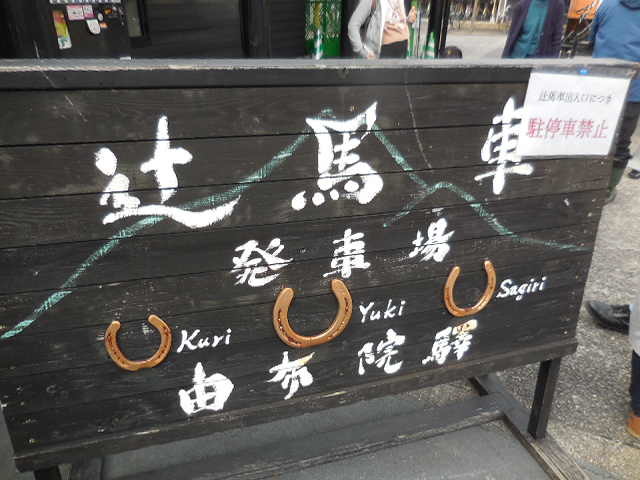 辻馬車
辻馬車出入口につき
駐停車禁止
発車場
Kuri
Yuki
Sagiri
由布院驛